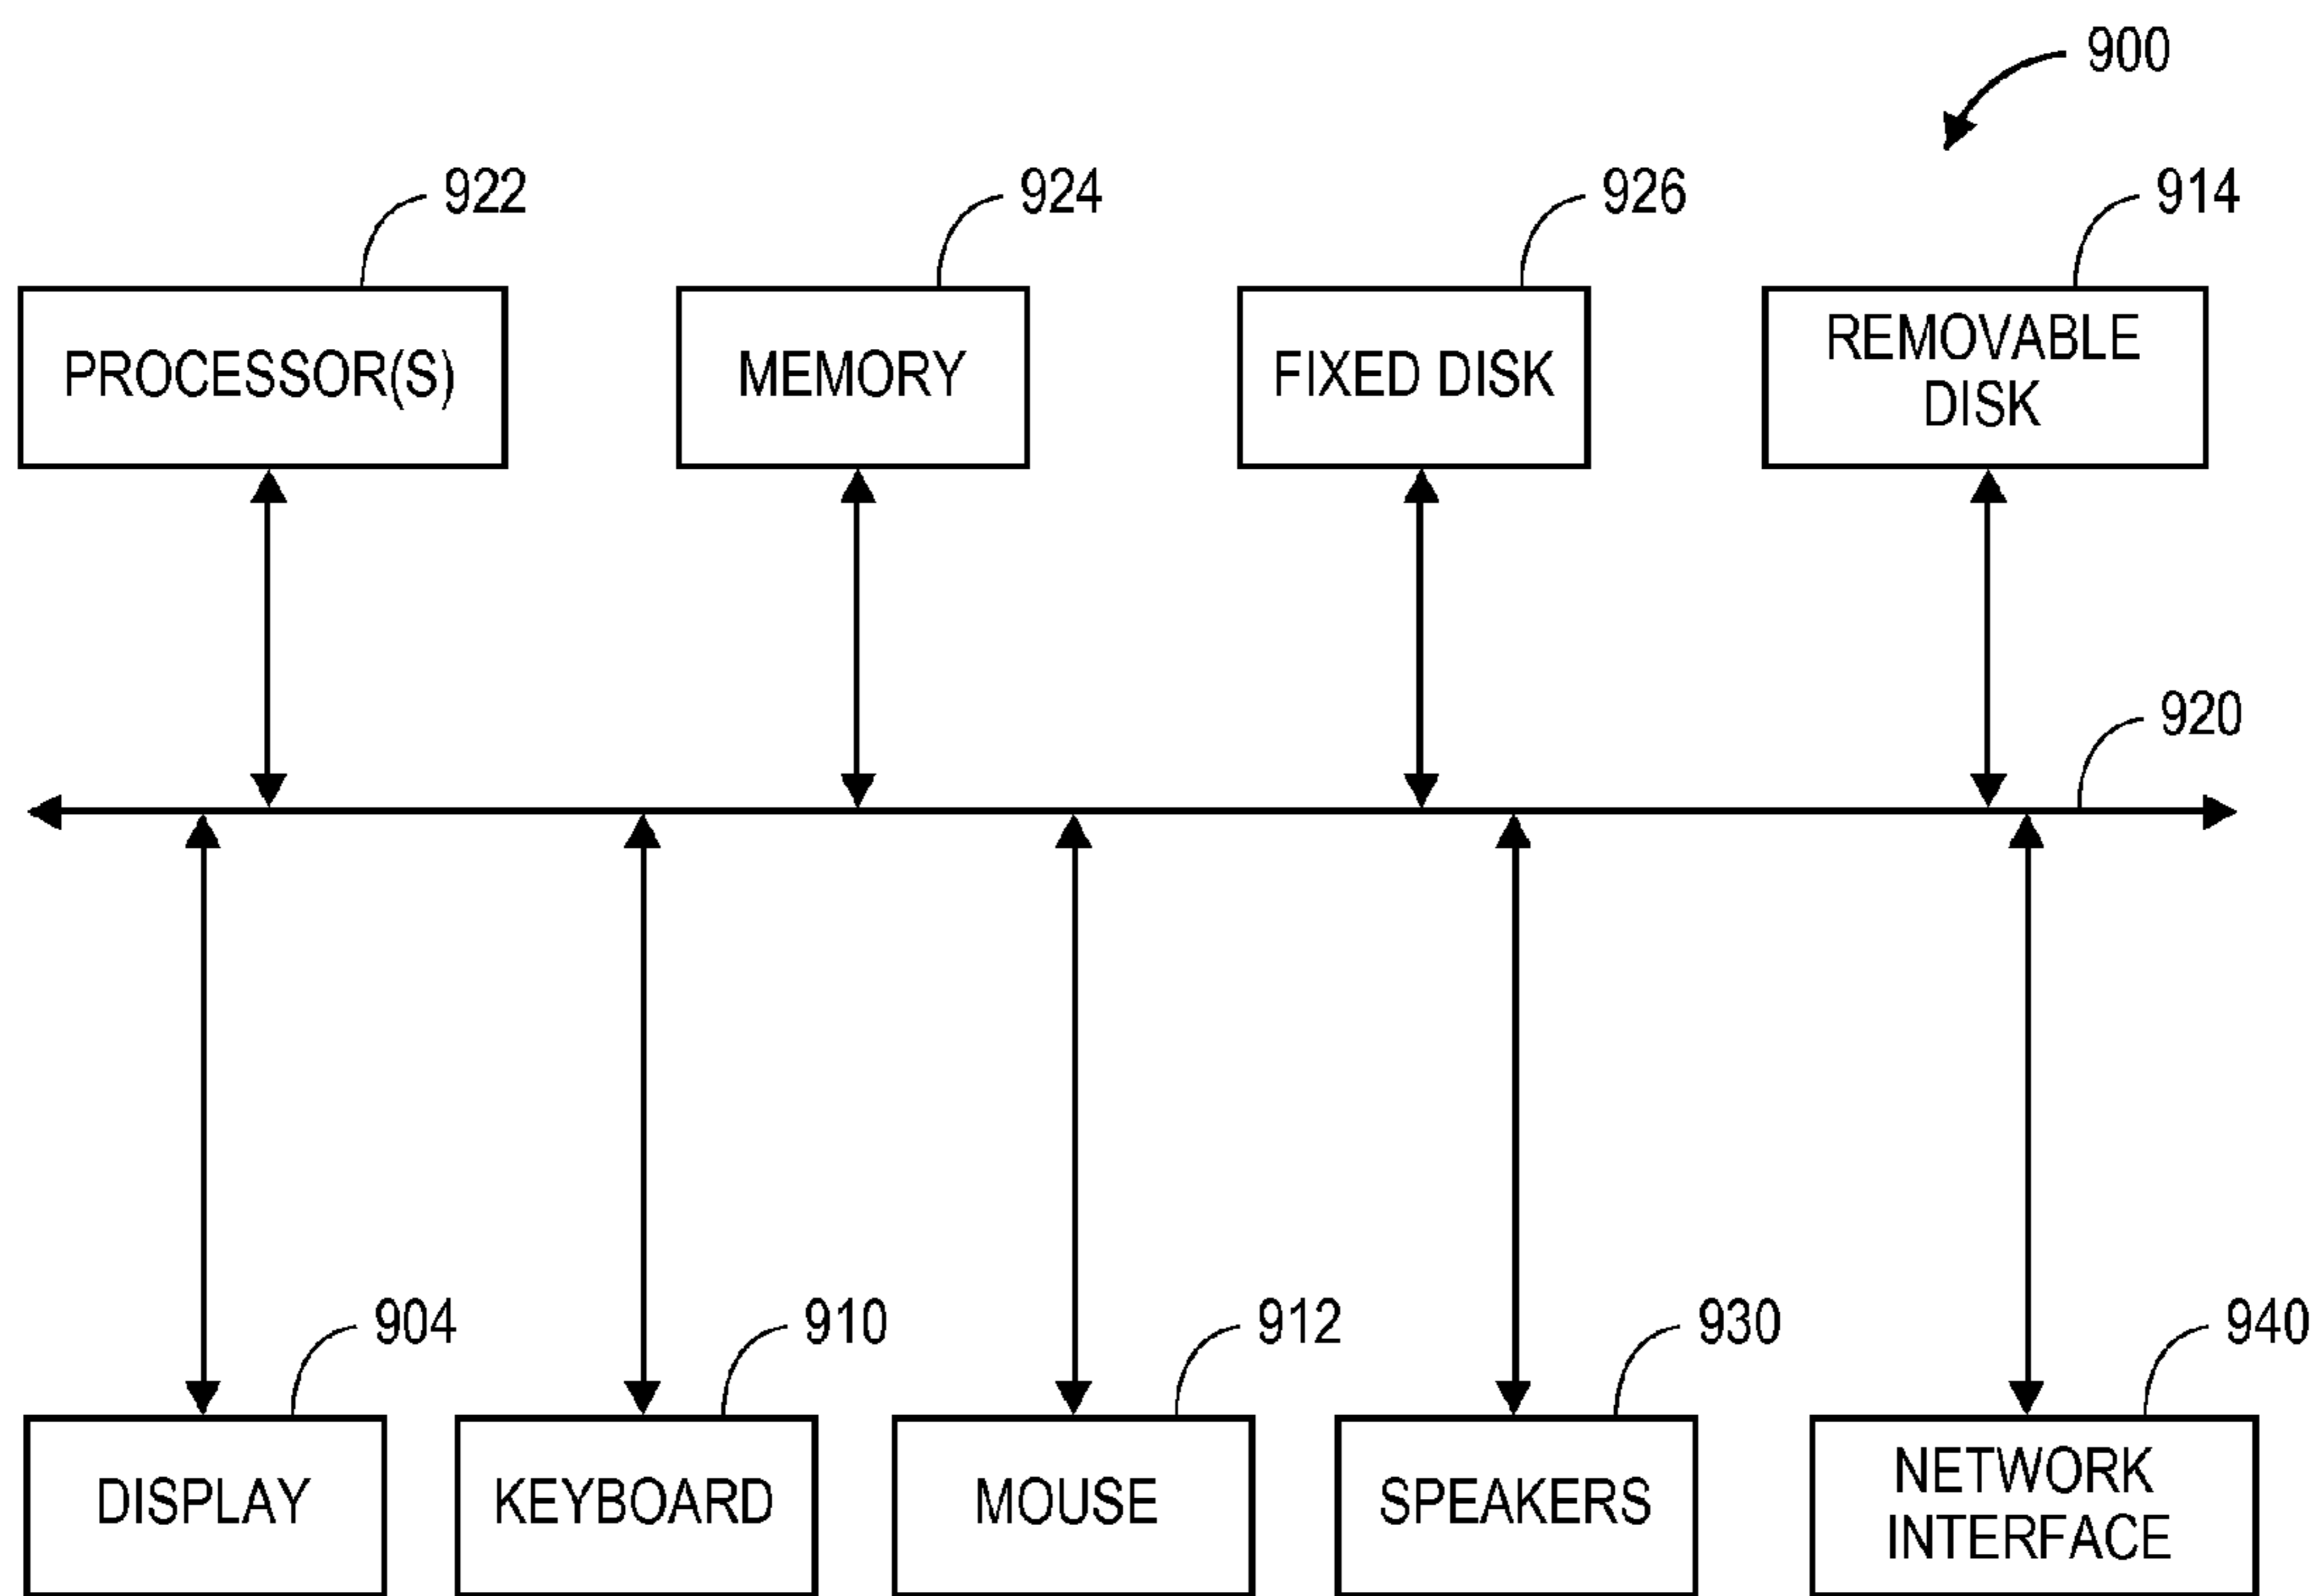 900
922
924
926
914
PROCESSOR(S)
MEMORY
FIXED DISK
REMOVABLE
DISK
920
904
910
912
930
940
DISPLAY
KEYBOARD
MOUSE
SPEAKERS
NETWORK
INTERFACE